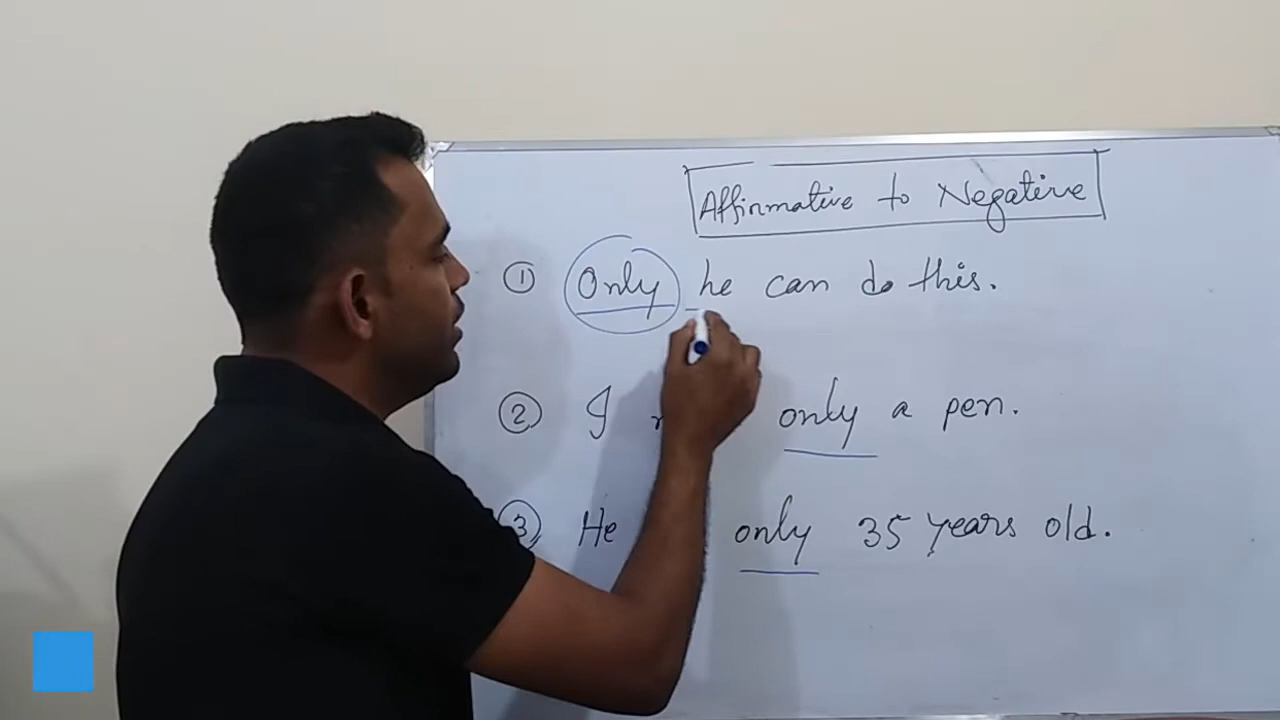 Affirmative to Negative
① Only he can do this.
② I only a pen.
③ He only 35 years old.